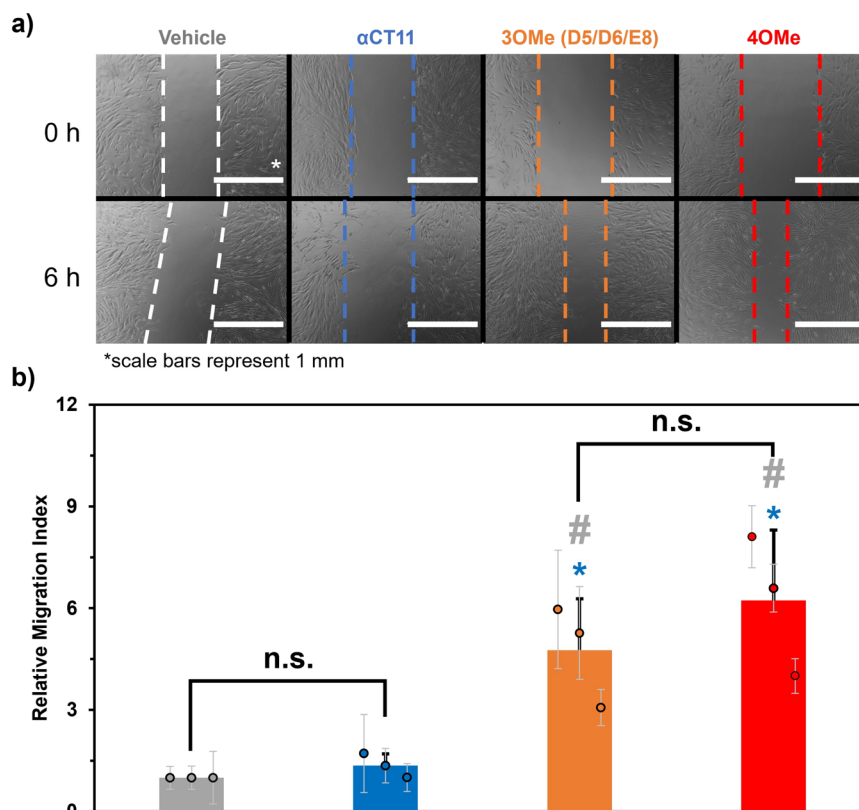 a)
Vehicle
αCT11
3OMe (D5/D6/E8)
4OMe
0 h
*
6 h
*scale bars represent 1 mm
b)
12
9
6
3
0
Relative Migration Index
n.s.
n.s.
#
*
#
*